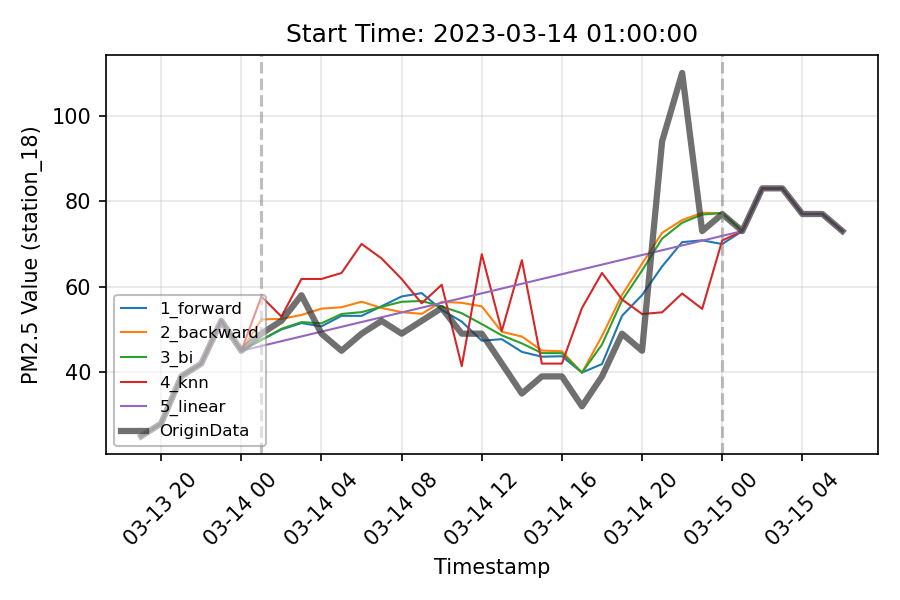 Start Time: 2023-03-14 01:00:00
PM2.5 Value (station_18)
100
80
60
40
1_forward
2_backward
3_bi
4_knn
5_linear
OriginData
03-13 20
03-14 00
03-14 04
03-14 08
03-14 12
03-14 16
03-14 20
03-15 00
03-15 04
Timestamp